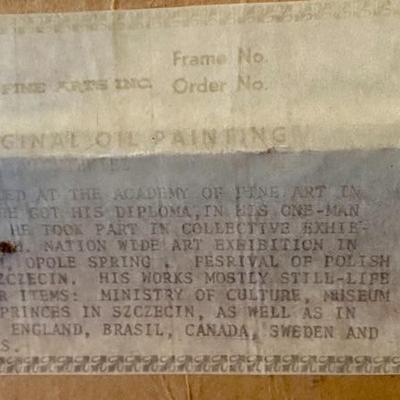 Frame No.
FINE ARTS INC. Order No.
GINAL OIL PAINTING
ED AT THE ACADEMY OF FINE ART IN
E GOT HIS DIPLOMA, IN HIS ONE-MAN
HE TOOK PART IN COLLECTIVE EXHIE-
H. NATION WIDE ART EXIBITION IN
, OPOLE SPRING . FESRIVAL OF POLISH
ZCZECIN. HIS WORKS MOSTLY STILL-LIFE
R ITEMS: MINISTRY OF CULTURE, MUSEUM
PRINCES IN SZCZECIN, AS WELL AS IN
ENGLAND, BRASIL, CANADA, SWEDEN AND
S.